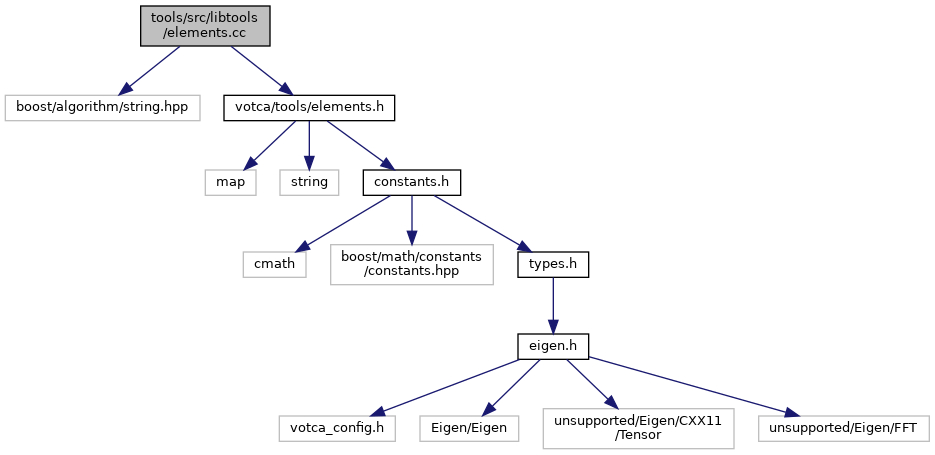 tools/src/libtools
/elements.cc
boost/algorithm/string.hpp
votca/tools/elements.h
map
string
constants.h
cmath
boost/math/constants
/constants.hpp
types.h
eigen.h
votca_config.h
Eigen/Eigen
unsupported/Eigen/CXX11
/Tensor
unsupported/Eigen/FFT